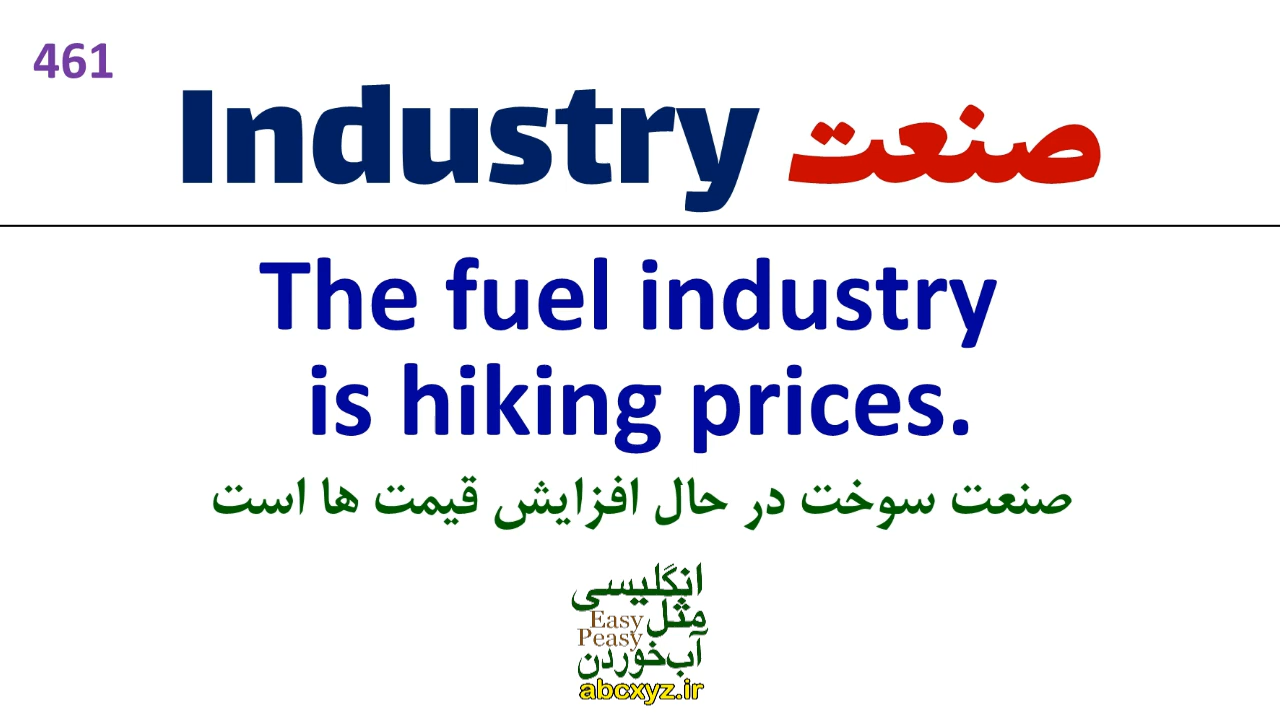 461
Industry صنعت
The fuel industry
is hiking prices.
صنعت سوخت در حال افزایش قیمت ها است
انگلیسی
مثل Easy
Peasy
آب‌خوردن
abcxyz.ir